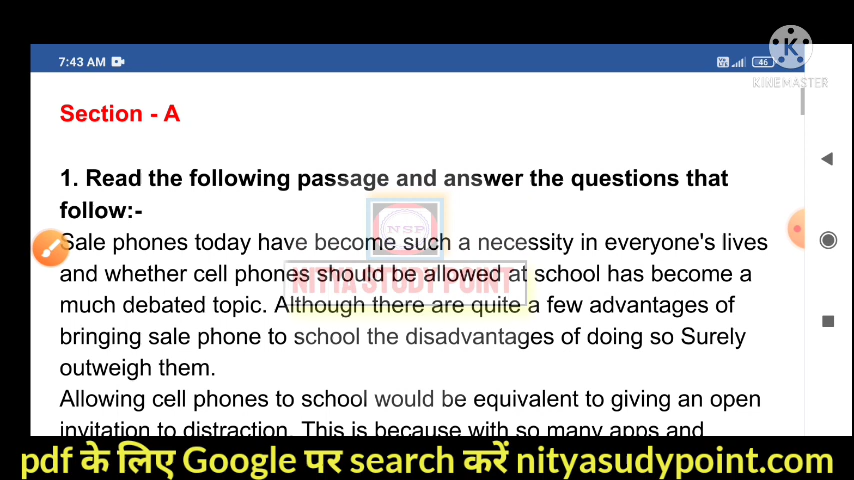 7:43 AM
46
K
KINEMASTER
Section - A
1. Read the following passage and answer the questions that
follow:-
Sale phones today have become such a necessity in everyone's lives
and whether cell phones should be allowed at school has become a
much debated topic. Although there are quite a few advantages of
bringing sale phone to school the disadvantages of doing so Surely
outweigh them.
Allowing cell phones to school would be equivalent to giving an open
invitation to distraction. This is because with so many apps and
NSP
NITYA STUDY POINT
pdf के लिए Google पर search करें nityasudypoint.com